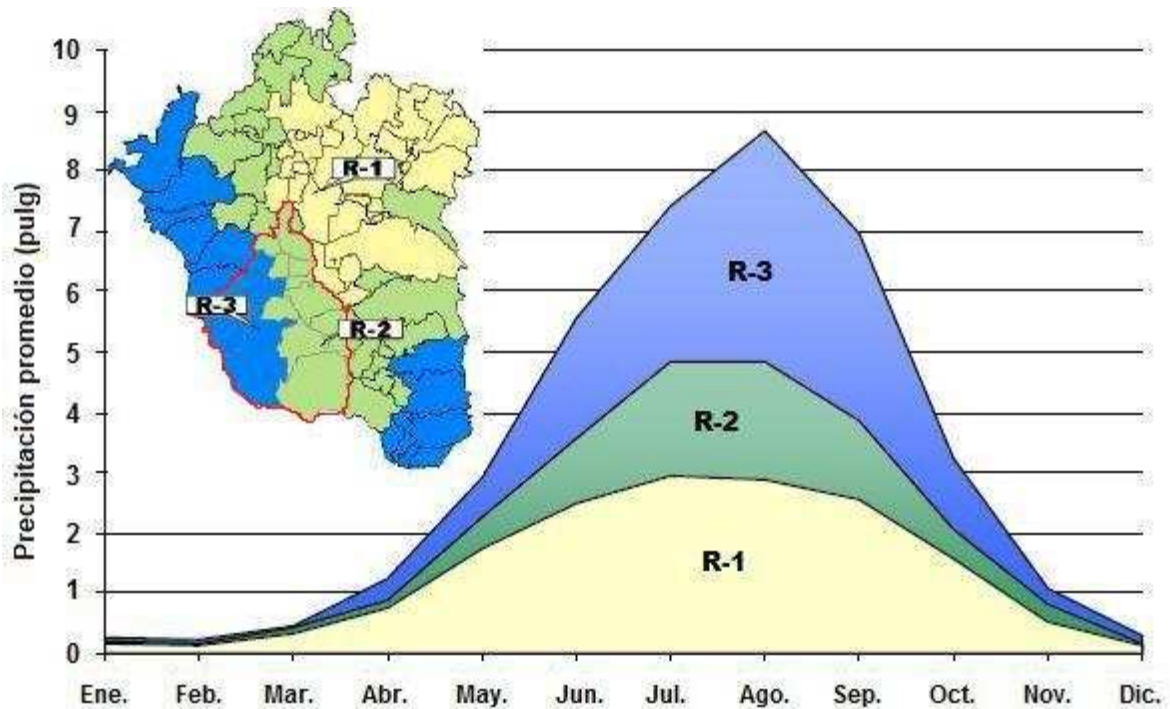 Precipitación promedio (pulg)
10
9
8
7
6
5
4
3
2
1
0
R-1
R-3
R-2
R-3
R-2
R-1
Ene. Feb. Mar. Abr. May. Jun. Jul. Ago. Sep. Oct. Nov. Dic.